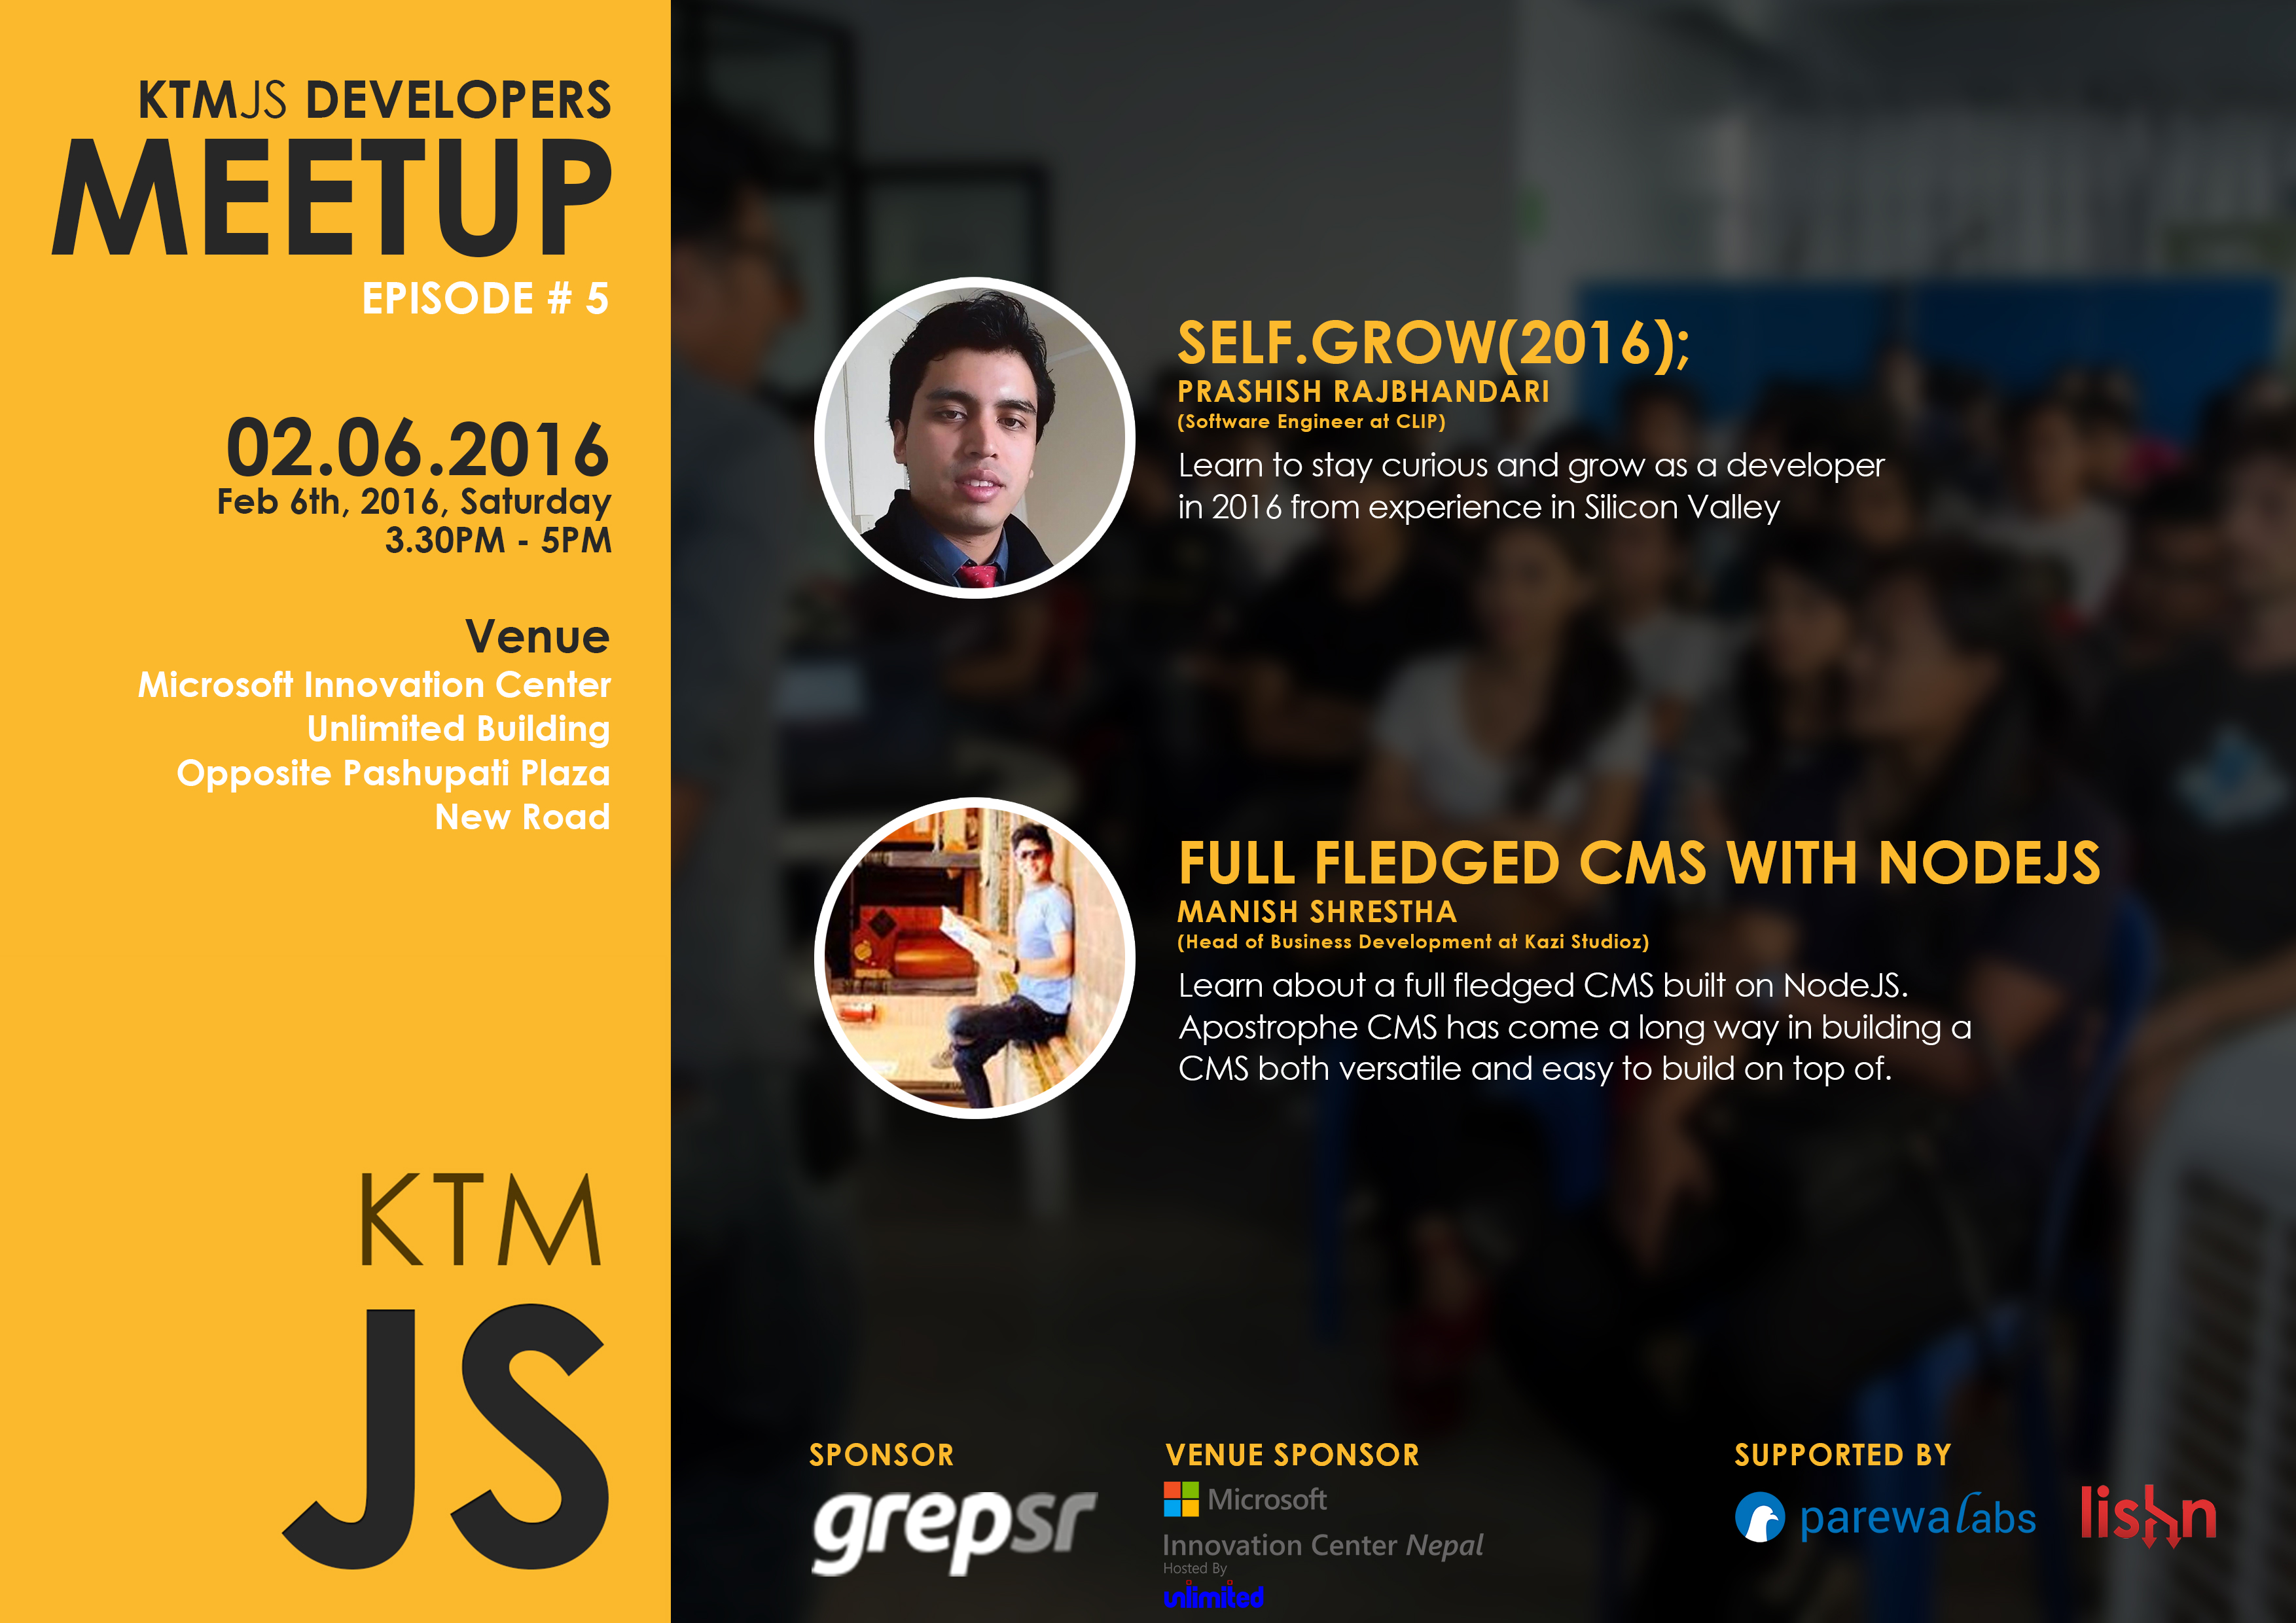 KTMJS DEVELOPERS
MEETUP
EPISODE # 5
02.06.2016
Feb 6th, 2016, Saturday
3.30PM - 5PM
Venue
Microsoft Innovation Center
Unlimited Building
Opposite Pashupati Plaza
New Road
KTM
JS
SELF.GROW(2016);
PRASHISH RAJBHANDARI
(Software Engineer at CLIP)
Learn to stay curious and grow as a developer
in 2016 from experience in Silicon Valley
FULL FLEDGED CMS WITH NODEJS
MANISH SHRESTHA
(Head of Business Development at Kazi Studioz)
Learn about a full fledged CMS built on NodeJS.
Apostrophe CMS has come a long way in building a
CMS both versatile and easy to build on top of.
SPONSOR
grepsr
VENUE SPONSOR
Microsoft
Innovation Center Nepal
Hosted By
unlimited
SUPPORTED BY
parewalabs
lishn